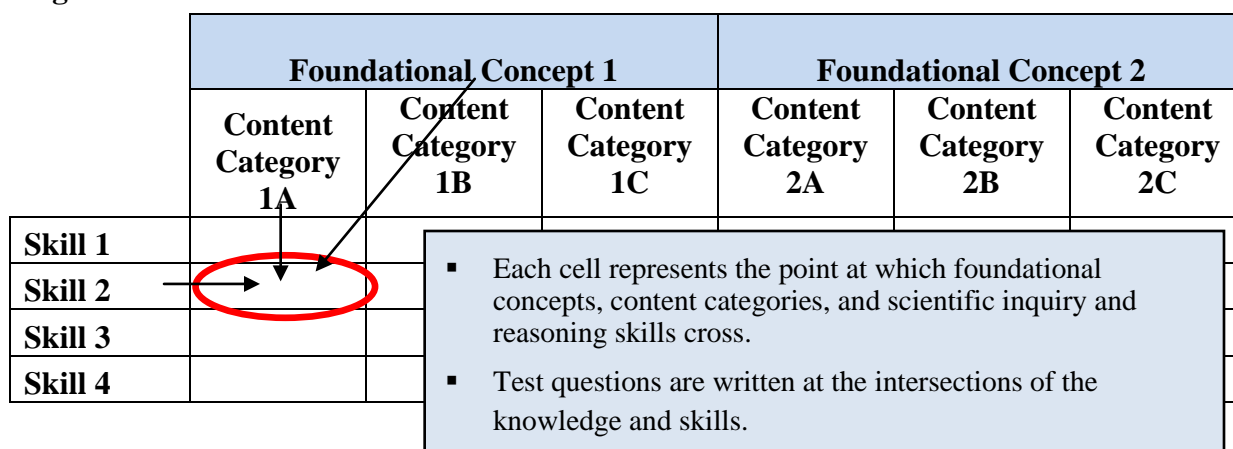 Foundational Concept 1 Foundational Concept 2
Content Category 1A Content Category 1B Content Category 1C Content Category 2A Content Category 2B Content Category 2C
Skill 1
Skill 2
Skill 3
Skill 4
▪ Each cell represents the point at which foundational
concepts, content categories, and scientific inquiry and
reasoning skills cross.
▪ Test questions are written at the intersections of the
knowledge and skills.